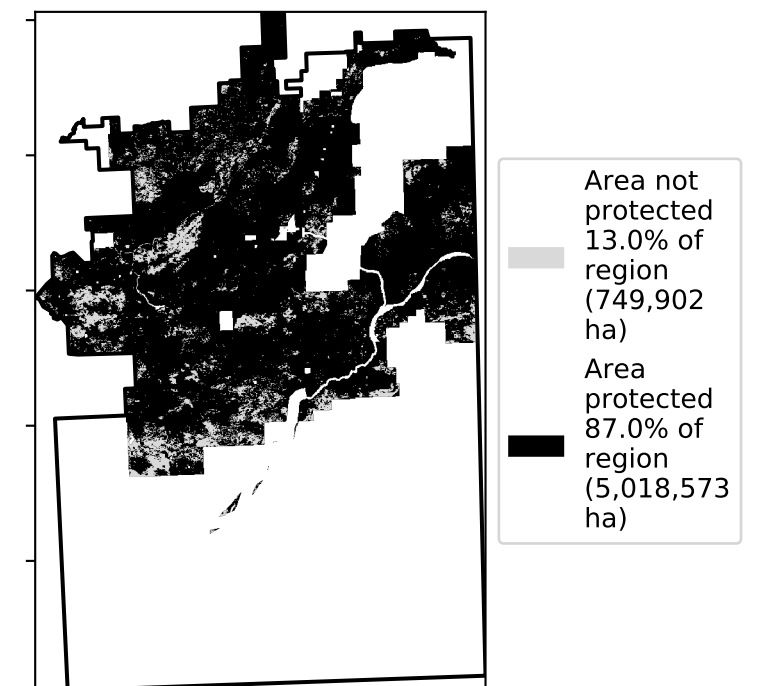 Area not
protected
13.0% of
region
(749,902
ha)
Area
protected
87.0% of
region
(5,018,573
ha)